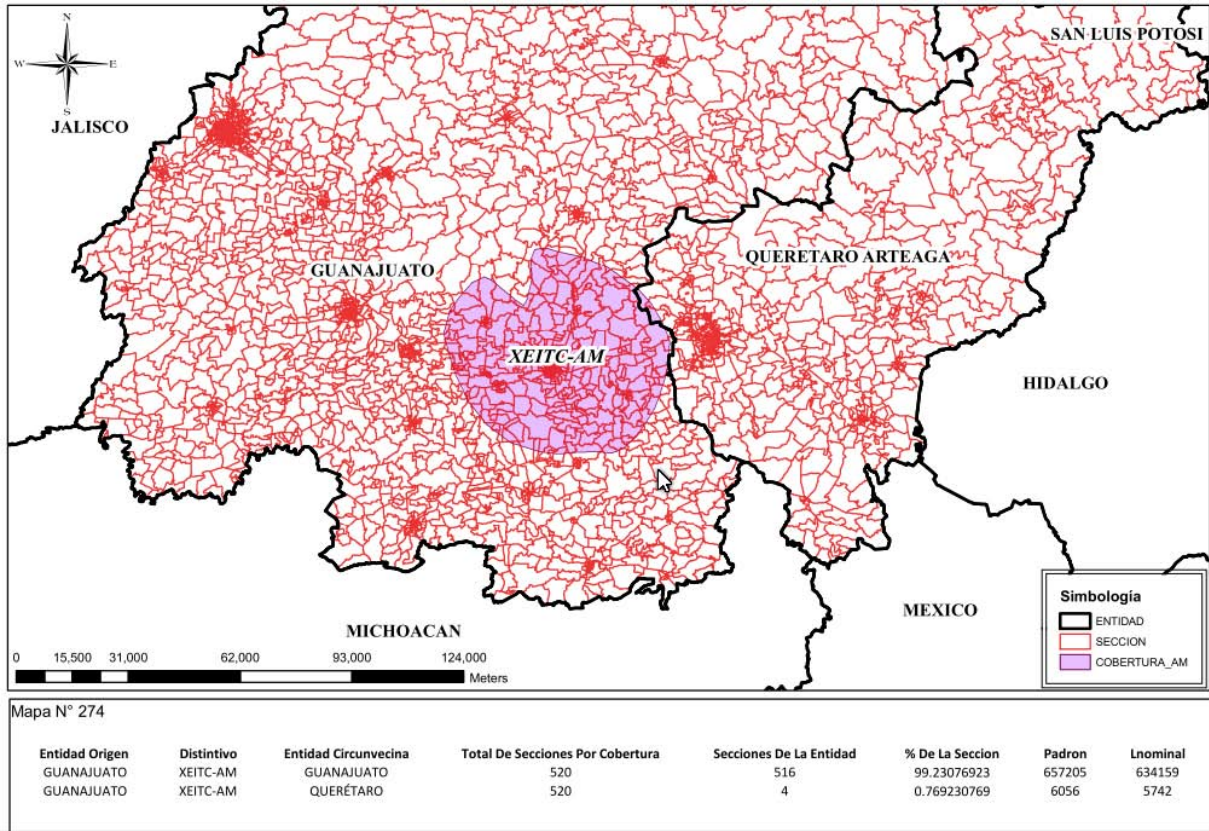 N
W E
S
SAN LUIS POTOSI
JALISCO
GUANAJUATO
QUERETARO ARTEAGA
XEITC-AM
HIDALGO
MEXICO
MICHOACAN
0 15,500 31,000 62,000 93,000 124,000
Meters
Simbología
ENTIDAD
SECCION
COBERTURA_AM
Mapa N° 274
Entidad Origen Distintivo Entidad Circunvecina Total De Secciones Por Cobertura Secciones De La Entidad % De La Seccion Padron Lnominal
GUANAJUATO XEITC-AM GUANAJUATO 520 516 99.23076923 657205 634159
GUANAJUATO XEITC-AM QUERÉTARO 520 4 0.769230769 6056 5742